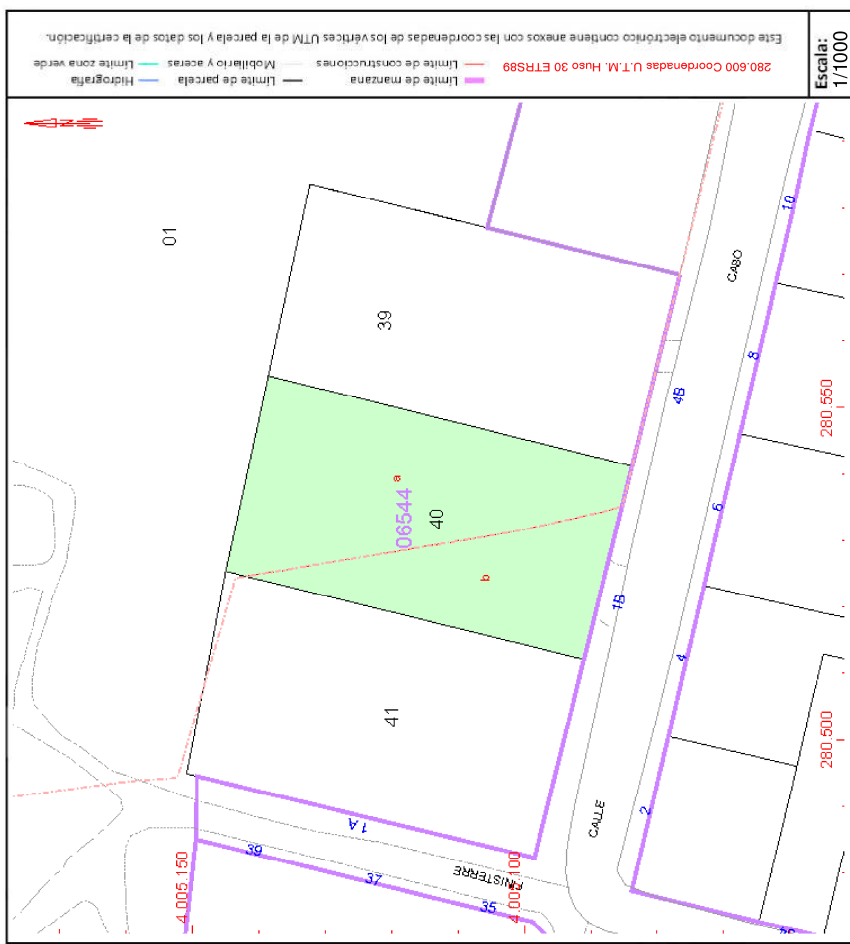 Este documento electrónico contiene anexos con las coordenadas de los vértices UTM de la parcela y los datos de la certificación.
280.600 Coordenadas U.T.M. Huso 30 ETRS89
Límite de manzana
Límite de construcciones
Límite de parcela
Mobiliario y aceras
Hidrografía
Límite zona verde
Escala:
1/1000
N
01
39
40
41
06544
a
b
4B
1B
1 A
CALLE
CABO
FINISTERRE
39
37
35
2
4
6
8
10
4.005.150
4.005.100
280.500
280.550